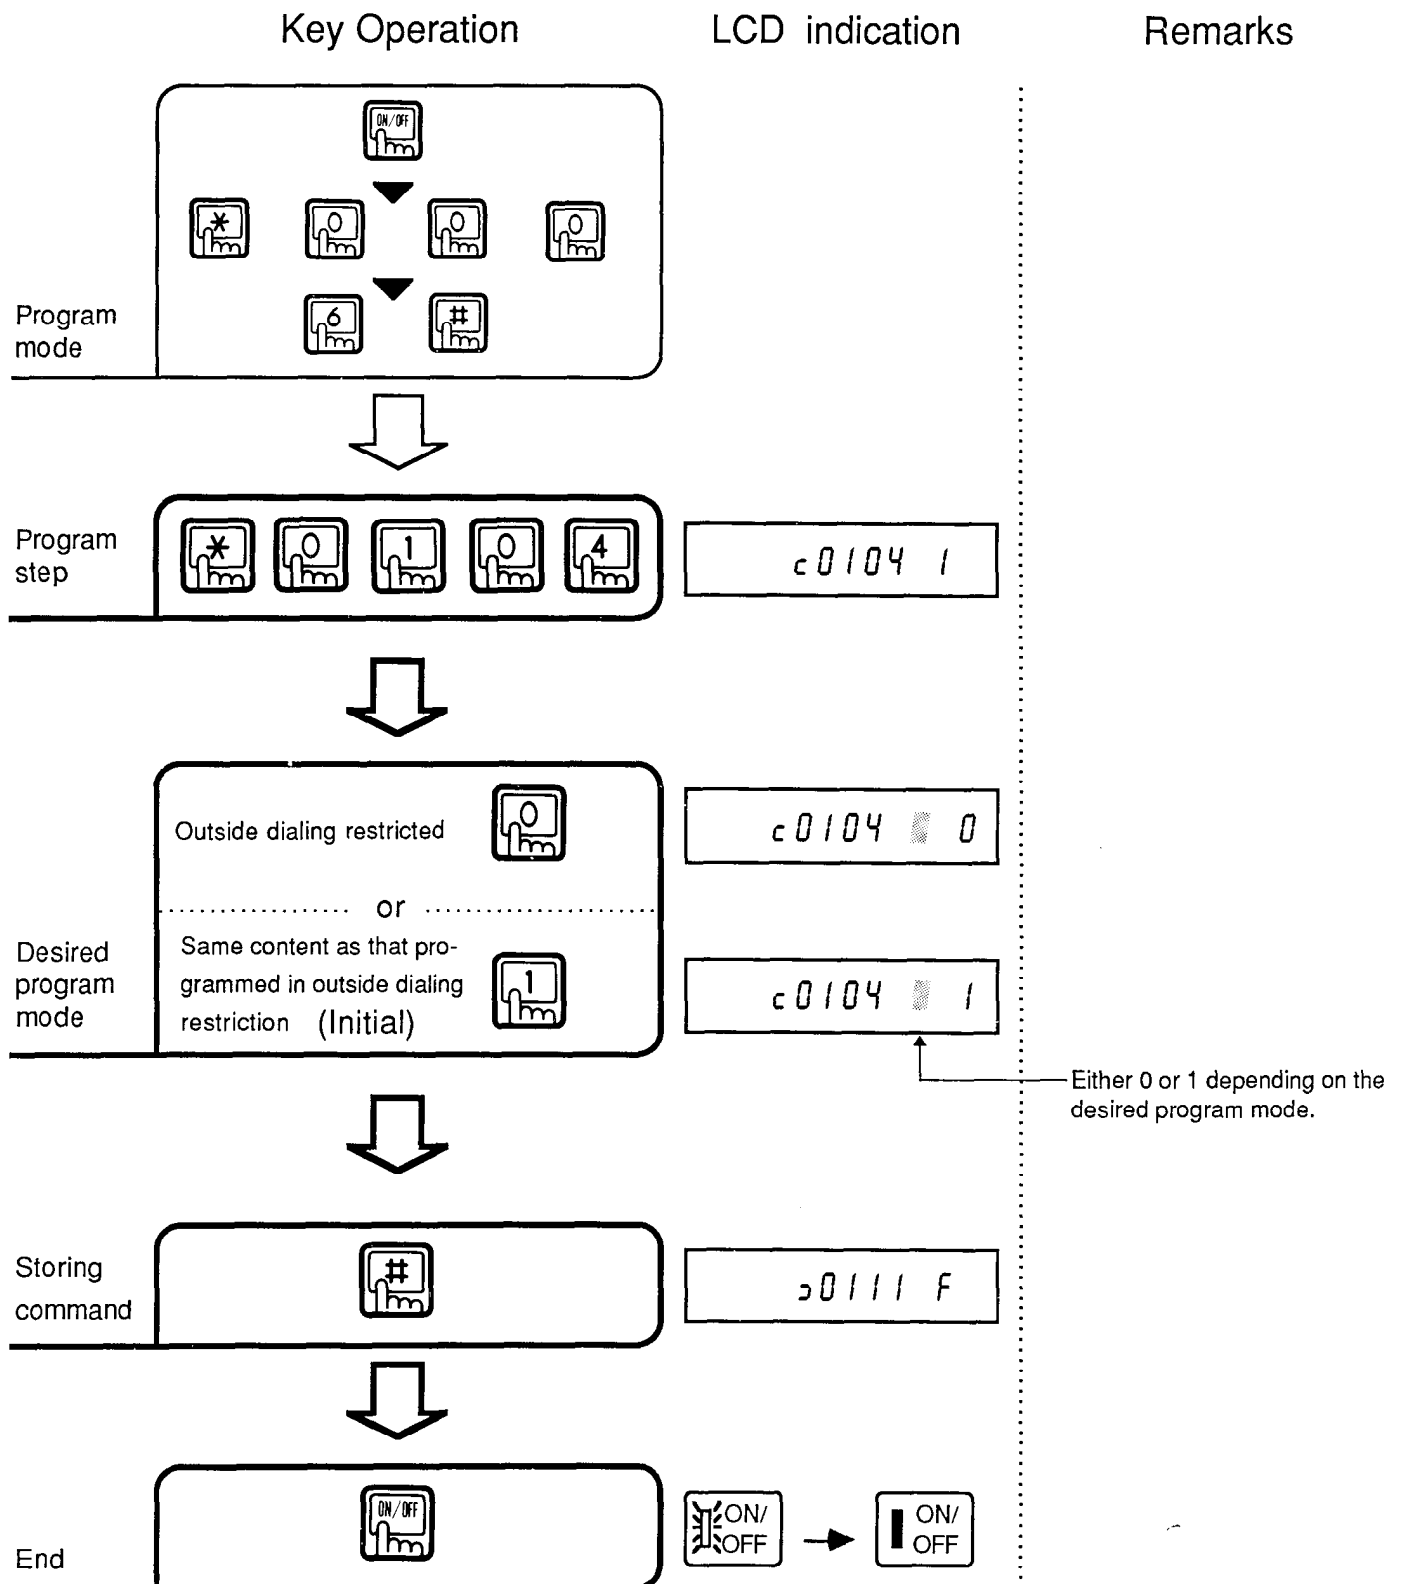 Key Operation LCD indication Remarks
ON/OFF
* 0 0 0
6 #
Program
mode
Program
step
* 0 1 0 4
c0104 1
Outside dialing restricted 0
c0104 0
or
Desired
program
mode
Same content as that pro-
grammed in outside dialing
restriction (Initial)
1
c0104 1
Either 0 or 1 depending on the
desired program mode.
Storing
command
#
ↄ0111 F
End
ON/OFF
ON/
OFF
ON/
OFF